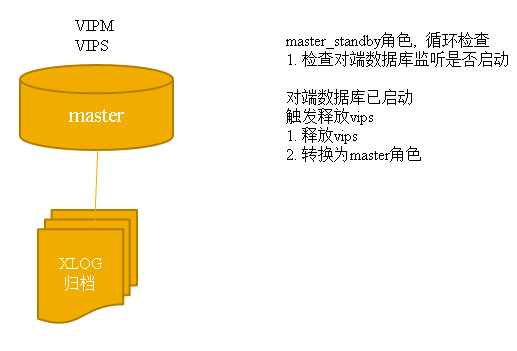 VIPM
VIPS
master
XLOG
归档
master_standby角色, 循环检查
1. 检查对端数据库监听是否启动
对端数据库已启动
触发释放vips
1. 释放vips
2. 转换为master角色